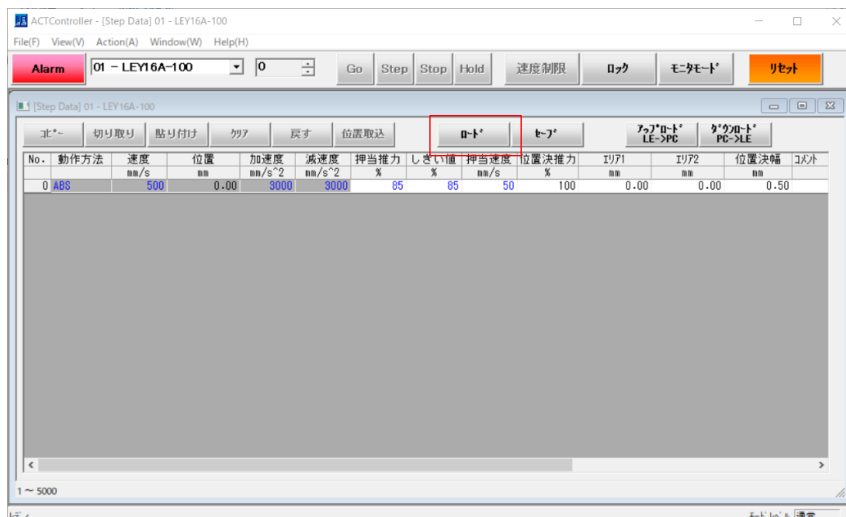 ACTController - [Step Data] 01 - LEY16A-100
File(F) View(V) Action(A) Window(W) Help(H)
Alarm 01 - LEY16A-100 0 Go Step Stop Hold 速度制限 ロック モニタモード リセット
[Step Data] 01 - LEY16A-100
コピー 切り取り 貼り付け クリア 戻す 位置取込 ロード セーブ アップロード LE->PC ダウンロード PC->LE
No. 動作方法 速度 位置 加速度 減速度 押当推力 しきい値 押当速度 位置決推力 エリア1 エリア2 位置決幅 コメント
mm/s mm mm/s^2 mm/s^2 % % mm/s % mm mm mm
0 ABS 500 0.00 3000 3000 85 85 50 100 0.00 0.00 0.50
1 ~ 5000